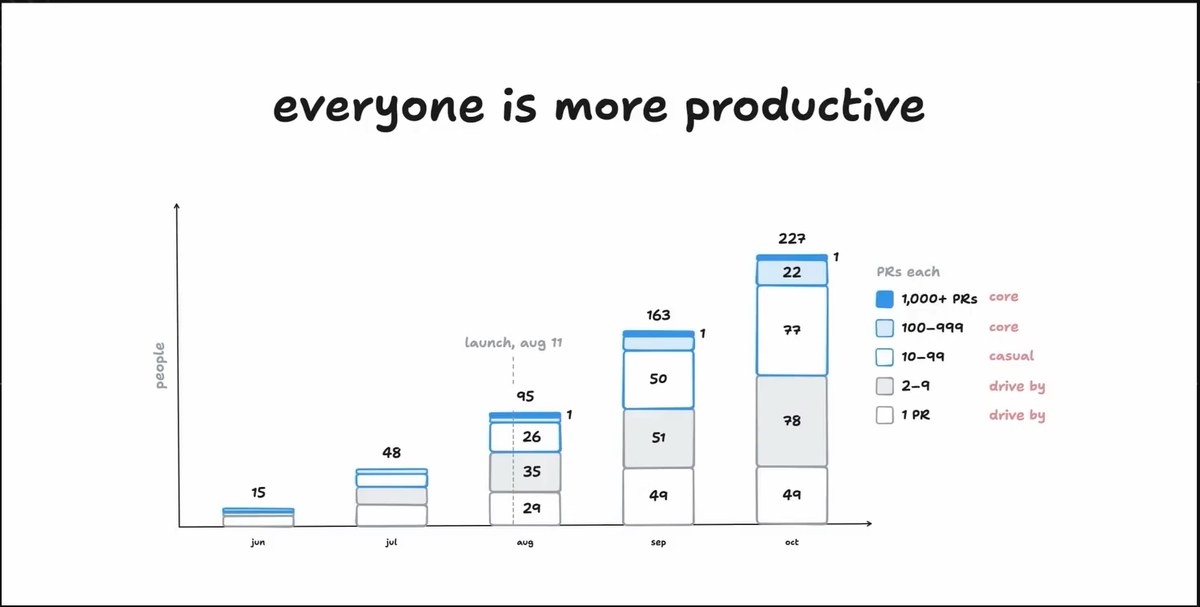 everyone is more productive
people
launch, aug 11
15
48
95
1
26
35
29
163
1
50
51
49
227
1
22
77
78
49
jun
jul
aug
sep
oct
PRs each
1,000+ PRs core
100–999 core
10–99 casual
2–9 drive by
1 PR drive by